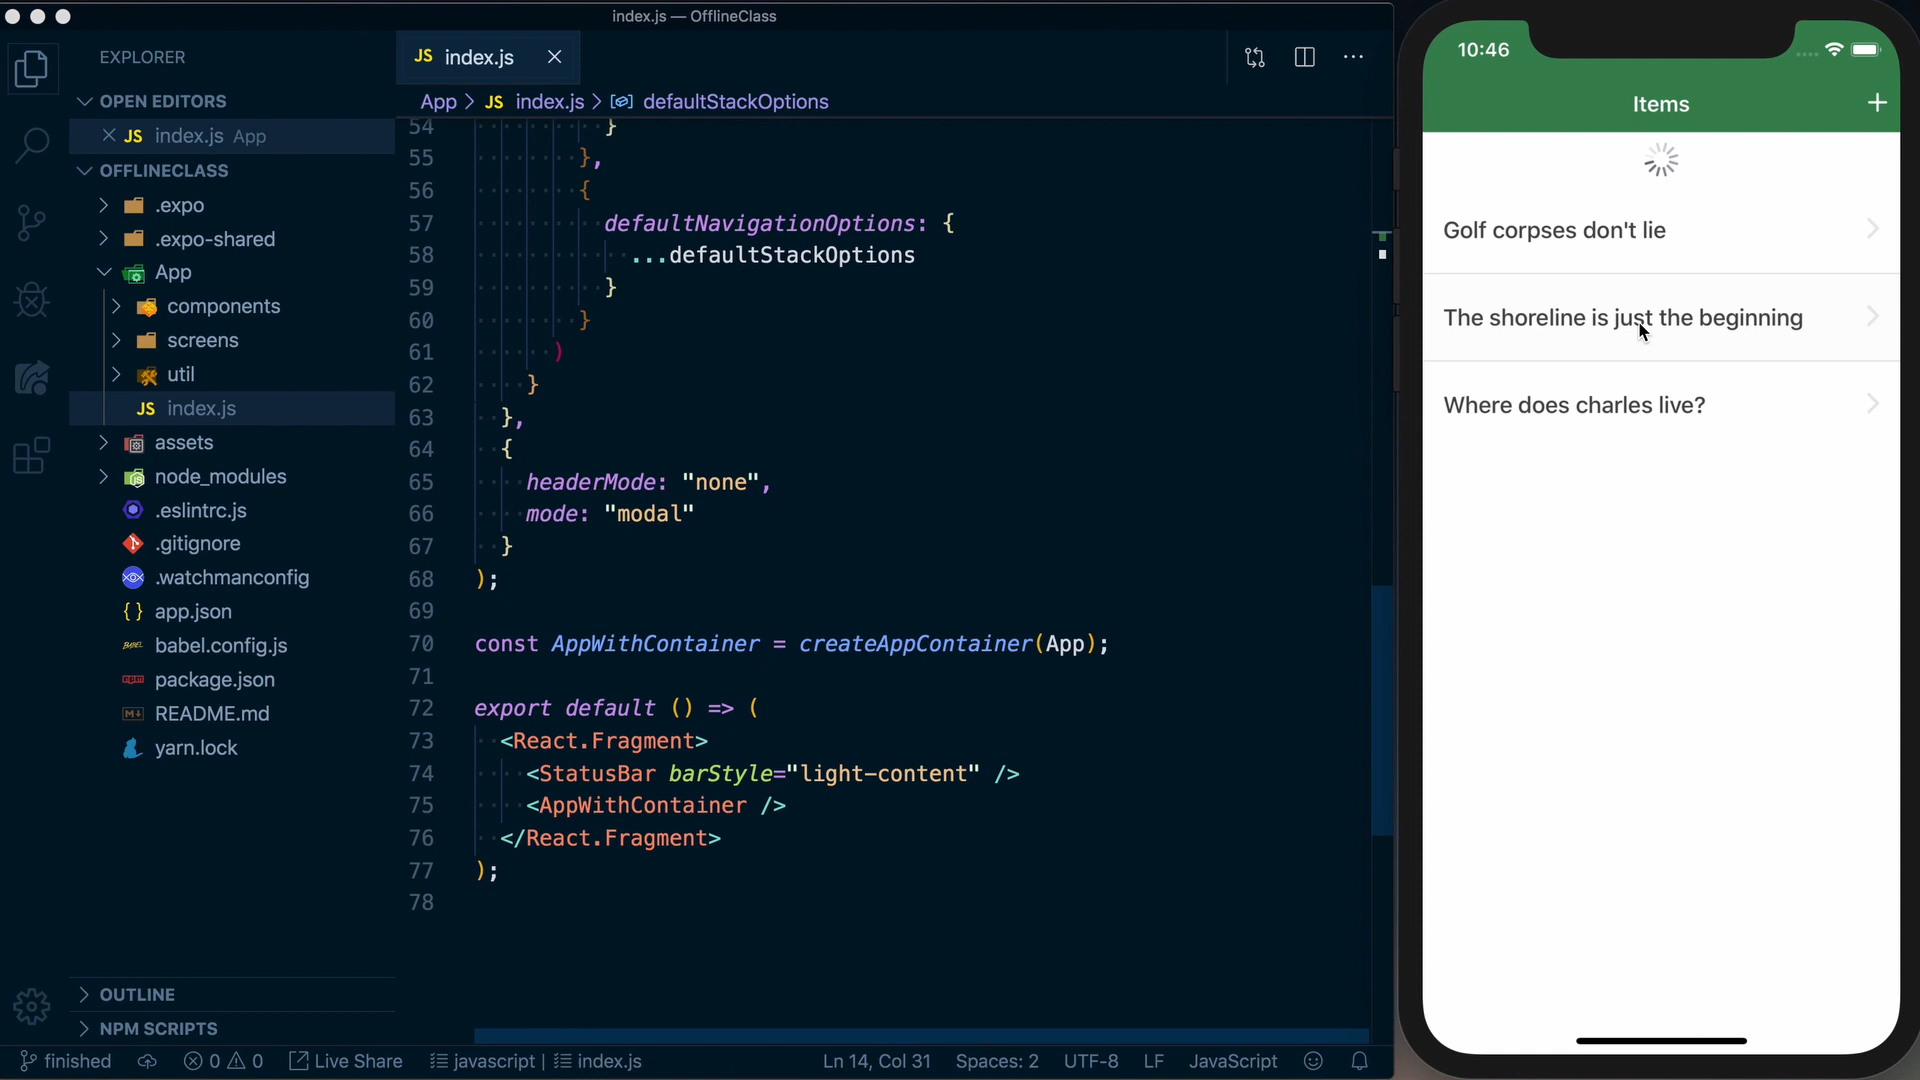 index.js — OfflineClass
EXPLORER
OPEN EDITORS
JS index.js App
OFFLINECLASS
.expo
.expo-shared
App
components
screens
util
JS index.js
assets
node_modules
.eslintrc.js
.gitignore
.watchmanconfig
{ } app.json
BABEL babel.config.js
npm package.json
M↓ README.md
yarn.lock
OUTLINE
NPM SCRIPTS
JS index.js
App > JS index.js > defaultStackOptions
54 }
55 },
56 {
57 defaultNavigationOptions: {
58 ...defaultStackOptions
59 }
60 }
61 )
62 }
63 },
64 {
65 headerMode: "none",
66 mode: "modal"
67 }
68 );
69
70 const AppWithContainer = createAppContainer(App);
71
72 export default () => (
73 <React.Fragment>
74 <StatusBar barStyle="light-content" />
75 <AppWithContainer />
76 </React.Fragment>
77 );
78
finished 0 0 Live Share javascript | index.js Ln 14, Col 31 Spaces: 2 UTF-8 LF JavaScript
10:46
Items +
Golf corpses don't lie
The shoreline is just the beginning
Where does charles live?